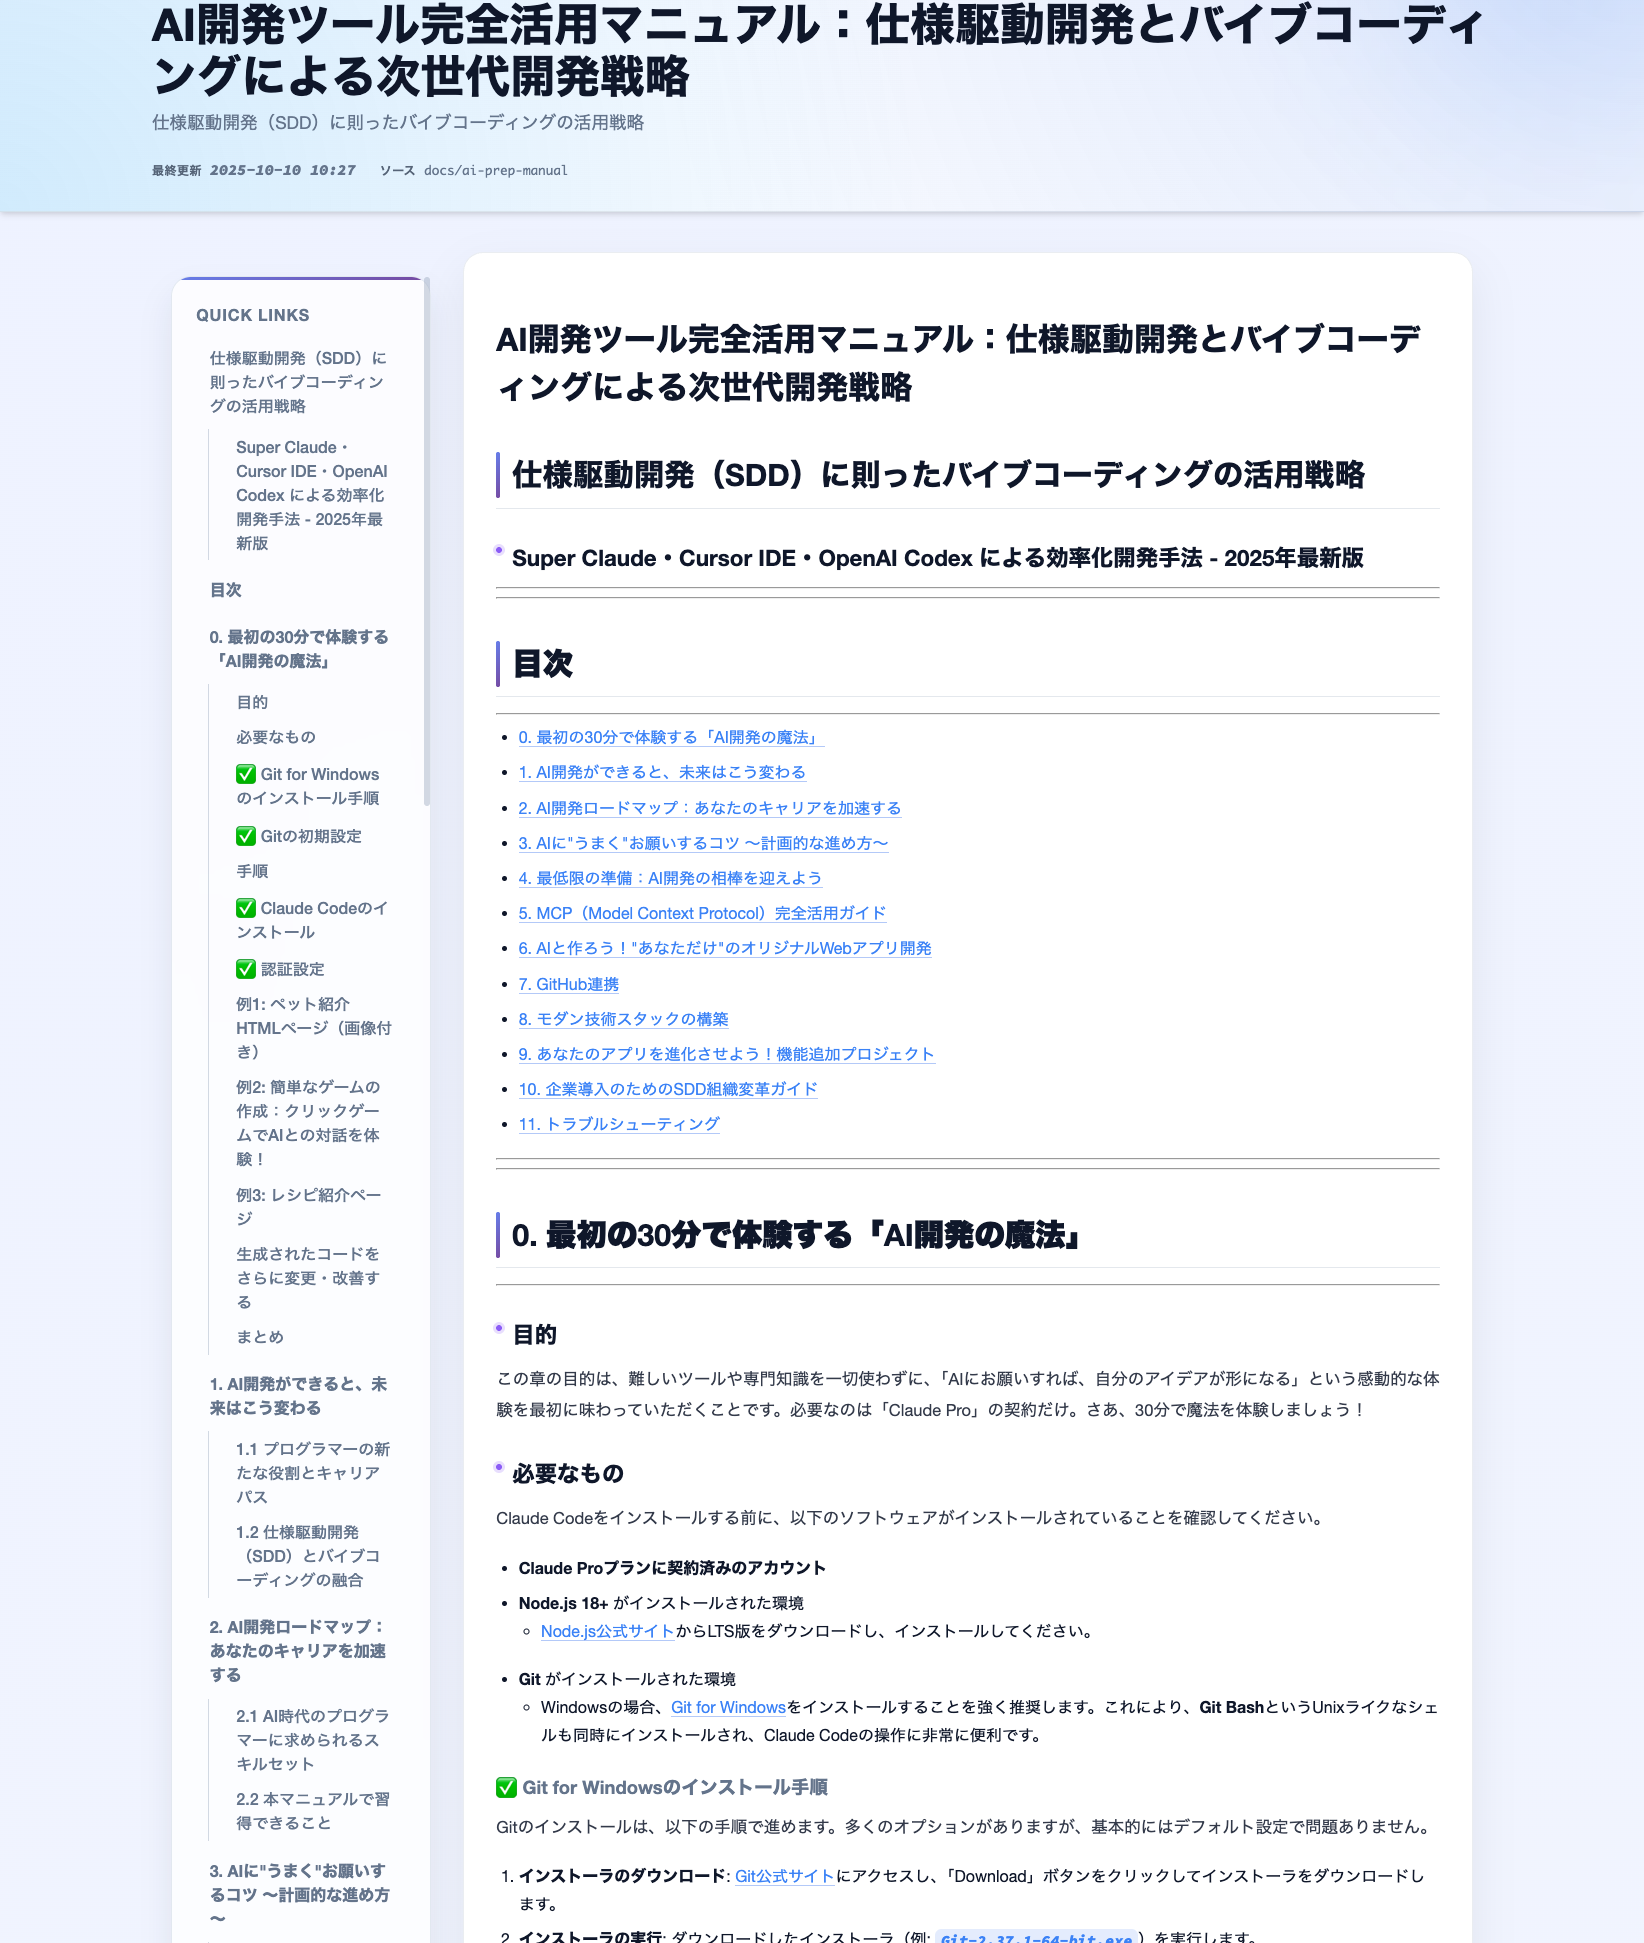 AI開発ツール完全活用マニュアル：仕様駆動開発とバイブコーディ
ングによる次世代開発戦略
仕様駆動開発（SDD）に則ったバイブコーディングの活用戦略
最終更新 2025-10-10 10:27 ソース docs/ai-prep-manual
QUICK LINKS
仕様駆動開発（SDD）に
則ったバイブコーディン
グの活用戦略
Super Claude・
Cursor IDE・OpenAI
Codex による効率化
開発手法 - 2025年最
新版
目次
0. 最初の30分で体験する
「AI開発の魔法」
目的
必要なもの
✅ Git for Windows
のインストール手順
✅ Gitの初期設定
手順
✅ Claude Codeのイ
ンストール
✅ 認証設定
例1: ペット紹介
HTMLページ（画像付
き）
例2: 簡単なゲームの
作成：クリックゲー
ムでAIとの対話を体
験！
例3: レシピ紹介ペー
ジ
生成されたコードを
さらに変更・改善す
る
まとめ
1. AI開発ができると、未
来はこう変わる
1.1 プログラマーの新
たな役割とキャリア
パス
1.2 仕様駆動開発
（SDD）とバイブコ
ーディングの融合
2. AI開発ロードマップ：
あなたのキャリアを加速
する
2.1 AI時代のプログラ
マーに求められるス
キルセット
2.2 本マニュアルで習
得できること
3. AIに"うまく"お願いす
るコツ 〜計画的な進め方
〜
AI開発ツール完全活用マニュアル：仕様駆動開発とバイブコーデ
ィングによる次世代開発戦略
仕様駆動開発（SDD）に則ったバイブコーディングの活用戦略
Super Claude・Cursor IDE・OpenAI Codex による効率化開発手法 - 2025年最新版
目次
• 0. 最初の30分で体験する「AI開発の魔法」
• 1. AI開発ができると、未来はこう変わる
• 2. AI開発ロードマップ：あなたのキャリアを加速する
• 3. AIに"うまく"お願いするコツ 〜計画的な進め方〜
• 4. 最低限の準備：AI開発の相棒を迎えよう
• 5. MCP（Model Context Protocol）完全活用ガイド
• 6. AIと作ろう！"あなただけ"のオリジナルWebアプリ開発
• 7. GitHub連携
• 8. モダン技術スタックの構築
• 9. あなたのアプリを進化させよう！機能追加プロジェクト
• 10. 企業導入のためのSDD組織変革ガイド
• 11. トラブルシューティング
0. 最初の30分で体験する「AI開発の魔法」
目的
この章の目的は、難しいツールや専門知識を一切使わずに、「AIにお願いすれば、自分のアイデアが形になる」という感動的な体
験を最初に味わっていただくことです。必要なのは「Claude Pro」の契約だけ。さあ、30分で魔法を体験しましょう！
必要なもの
Claude Codeをインストールする前に、以下のソフトウェアがインストールされていることを確認してください。
• Claude Proプランに契約済みのアカウント
• Node.js 18+ がインストールされた環境
◦ Node.js公式サイトからLTS版をダウンロードし、インストールしてください。
• Git がインストールされた環境
◦ Windowsの場合、Git for Windowsをインストールすることを強く推奨します。これにより、Git BashというUnixライクなシェ
ルも同時にインストールされ、Claude Codeの操作に非常に便利です。
✅ Git for Windowsのインストール手順
Gitのインストールは、以下の手順で進めます。多くのオプションがありますが、基本的にはデフォルト設定で問題ありません。
1. インストーラのダウンロード: Git公式サイトにアクセスし、「Download」ボタンをクリックしてインストーラをダウンロードし
ます。
2. インストーラの実行: ダウンロードしたインストーラ（例: Git-2.37.1-64-bit.exe）を実行します。